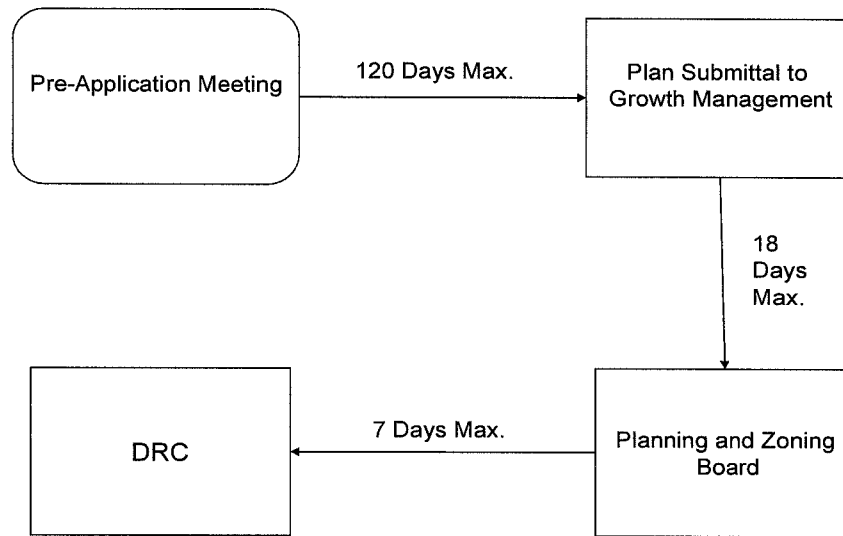 Pre-Application Meeting
120 Days Max.
Plan Submittal to
Growth Management
18
Days
Max.
Planning and Zoning
Board
7 Days Max.
DRC